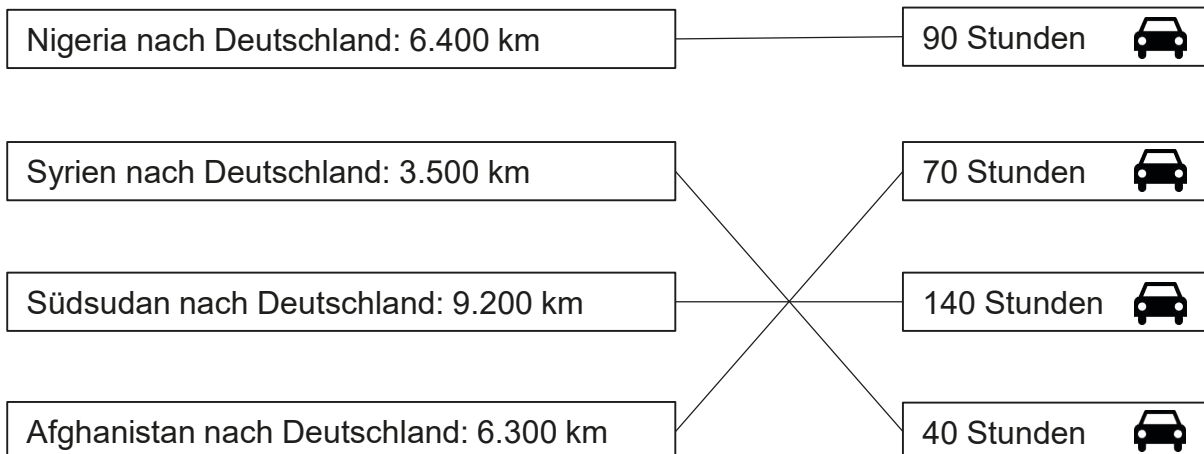 Nigeria nach Deutschland: 6.400 km
90 Stunden
Syrien nach Deutschland: 3.500 km
70 Stunden
Südsudan nach Deutschland: 9.200 km
140 Stunden
Afghanistan nach Deutschland: 6.300 km
40 Stunden